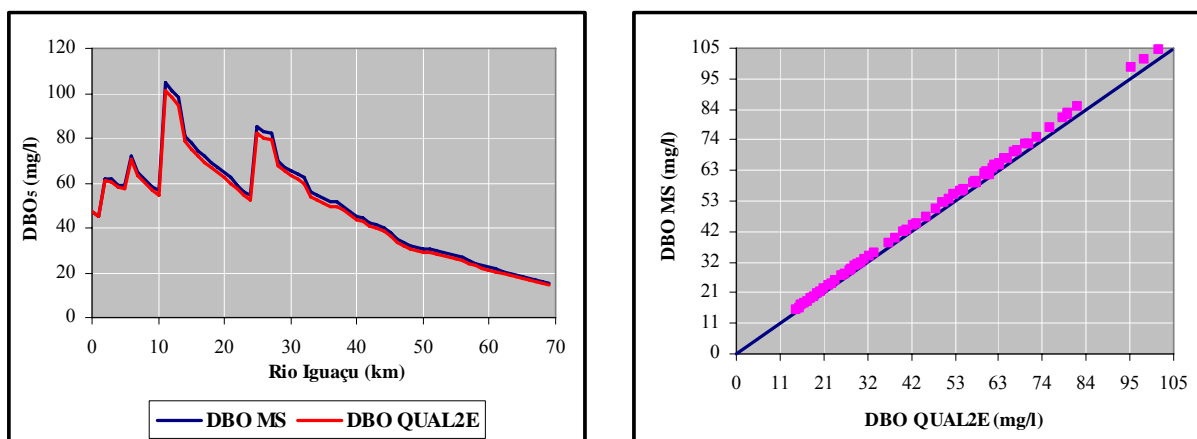 120
100
80
60
40
20
0
DBO₅ (mg/l)
0 10 20 30 40 50 60 70
Rio Iguaçu (km)
DBO MS DBO QUAL2E
105
95
84
74
63
53
42
32
21
11
0
DBO MS (mg/l)
0 11 21 32 42 53 63 74 84 95 105
DBO QUAL2E (mg/l)